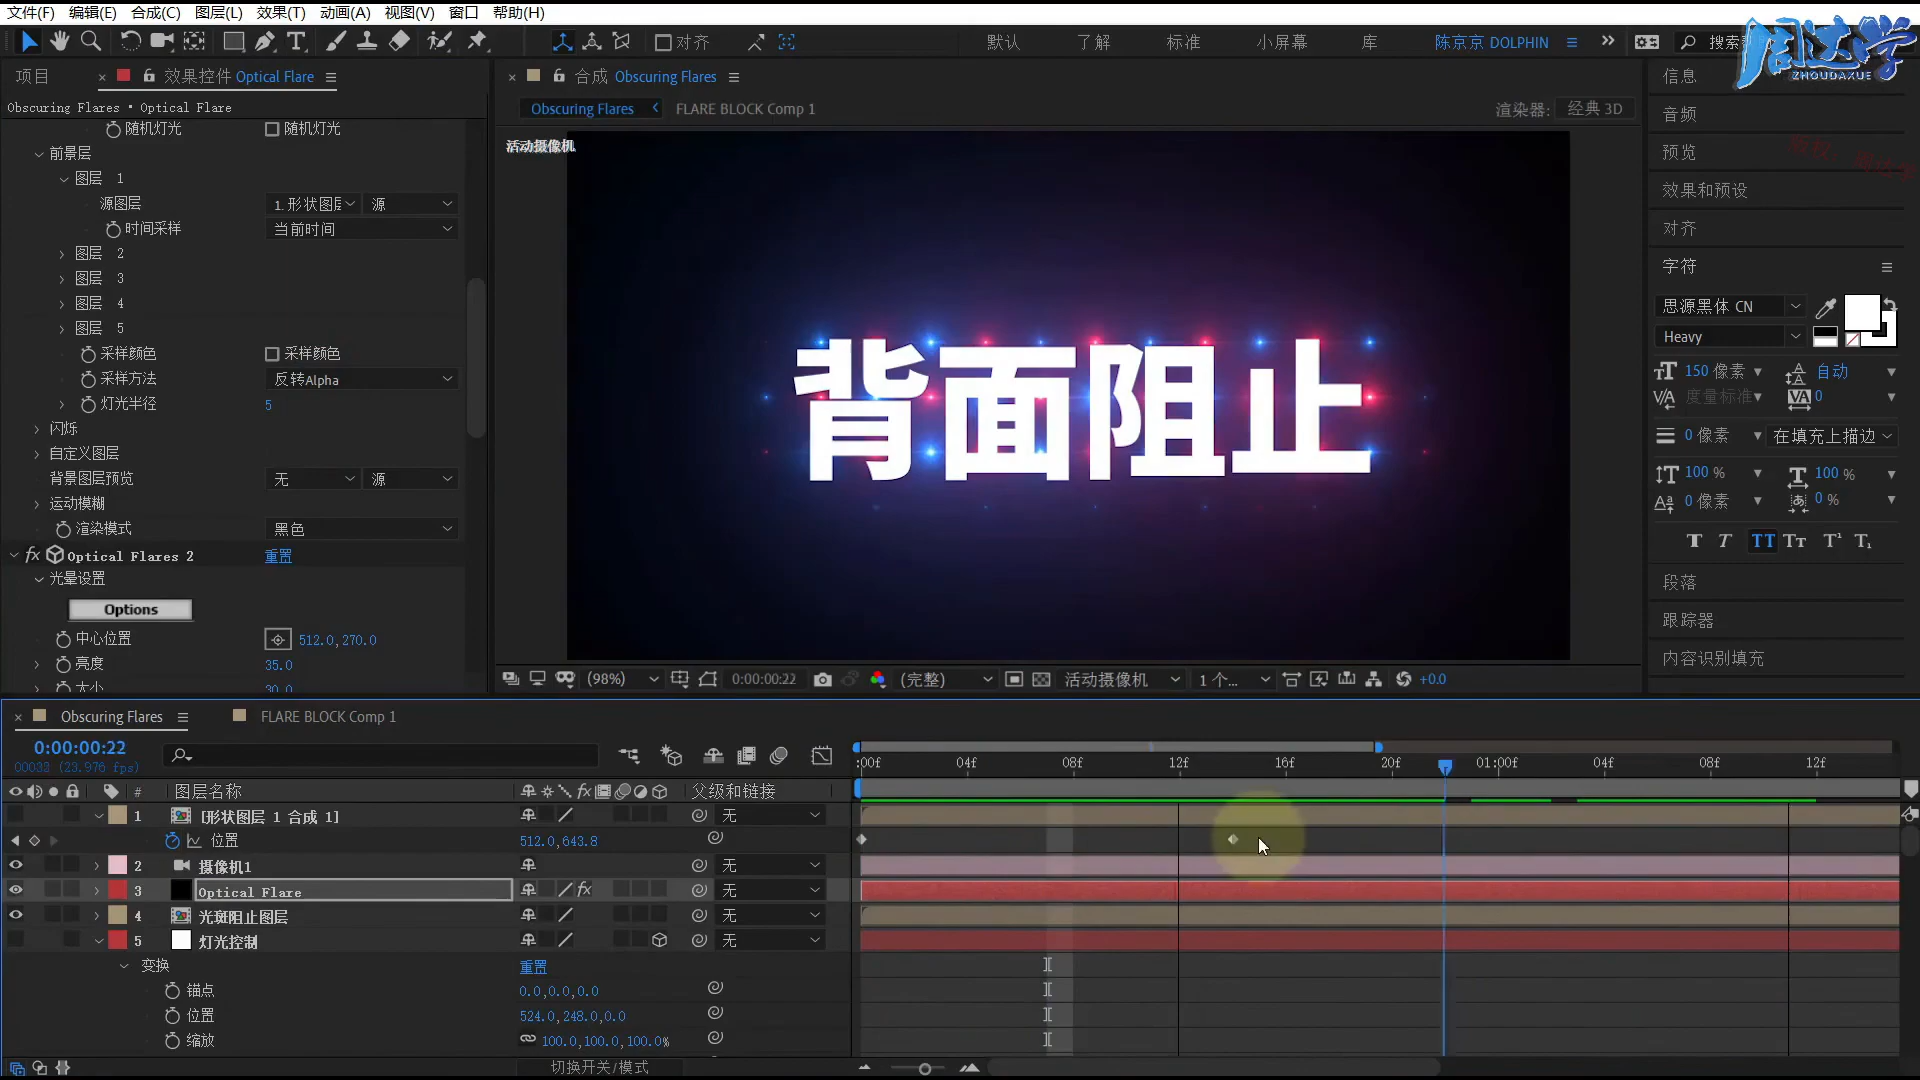 文件(F) 编辑(E) 合成(C) 图层(L) 效果(T) 动画(A) 视图(V) 窗口 帮助(H)
对齐 默认 了解 标准 小屏幕 库 陈京京 DOLPHIN
周达学
ZHOUDAXUE
项目 效果控件 Optical Flare
Obscuring Flares • Optical Flare
随机灯光 随机灯光
前景层
图层 1
源图层 源
时间采样 当前时间
图层 2
图层 3
图层 4
图层 5
采样颜色 采样颜色
采样方法 反转Alpha
灯光半径 5
闪烁
自定义图层
背景图层预览 无 源
运动模糊
渲染模式 黑色
fx Optical Flares 2 重置
光晕设置
Options
中心位置 512.0,270.0
亮度 35.0
大小 30.0
合成 Obscuring Flares
Obscuring Flares FLARE BLOCK Comp 1
渲染器: 经典 3D
活动摄像机
背面阻止
(98%) 0:00:00:22 (完整) 活动摄像机 1 个... +0.0
信息
音频
预览
效果和预设
对齐
字符
思源黑体 CN
Heavy
150 像素 自动
度量标准 0
0 像素 在填充上描边
100 % 100 %
0 像素 0 %
段落
跟踪器
内容识别填充
Obscuring Flares FLARE BLOCK Comp 1
0:00:00:22
00033 (23.976 fps)
:00f 04f 08f 12f 16f 20f 01:00f 04f 08f 12f
# 图层名称 fx 父级和链接
1 [形状图层 1 合成 1] 无
位置 512.0,643.8
2 摄像机1 无
3 Optical Flare fx 无
4 光斑阻止图层 无
5 灯光控制 无
变换 重置
锚点 0.0,0.0,0.0
位置 524.0,248.0,0.0
缩放 100.0,100.0,100.0%
切换开关/模式